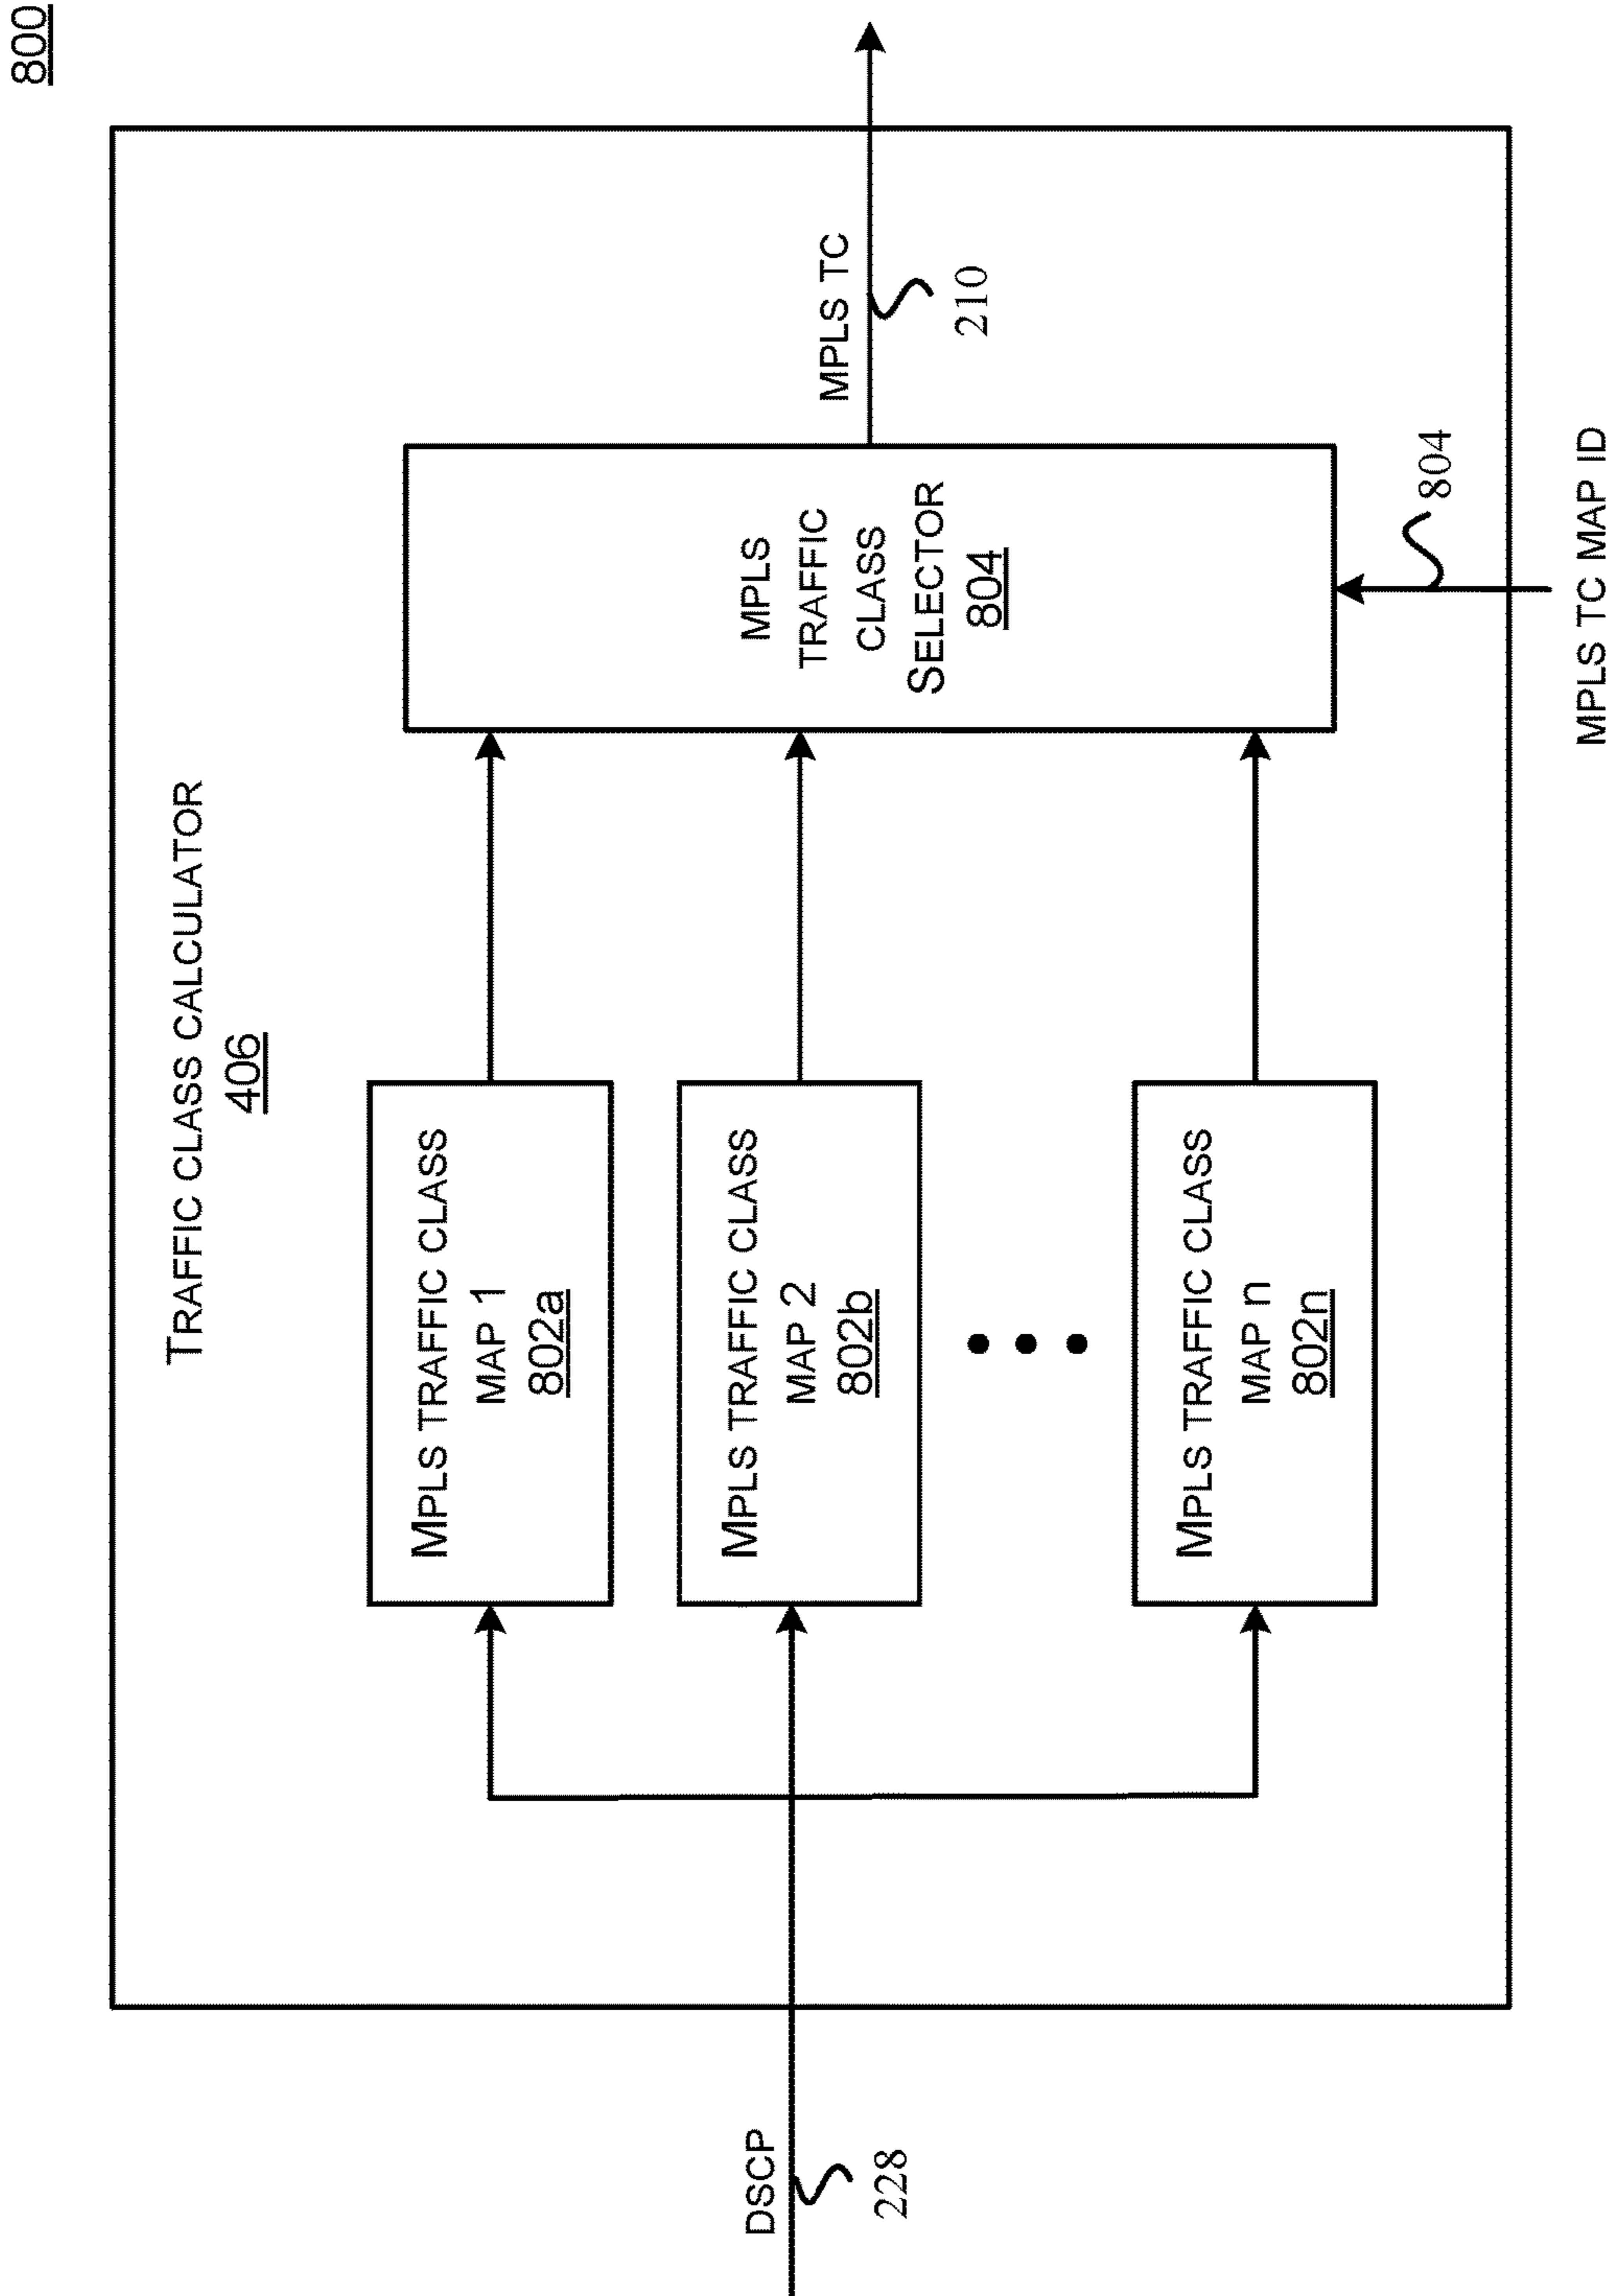 800
TRAFFIC CLASS CALCULATOR
406
DSCP
228
MPLS TRAFFIC CLASS
MAP 1
802a
MPLS TRAFFIC CLASS
MAP 2
802b
MPLS TRAFFIC CLASS
MAP n
802n
MPLS
TRAFFIC
CLASS
SELECTOR
804
MPLS TC
210
804
MPLS TC MAP ID